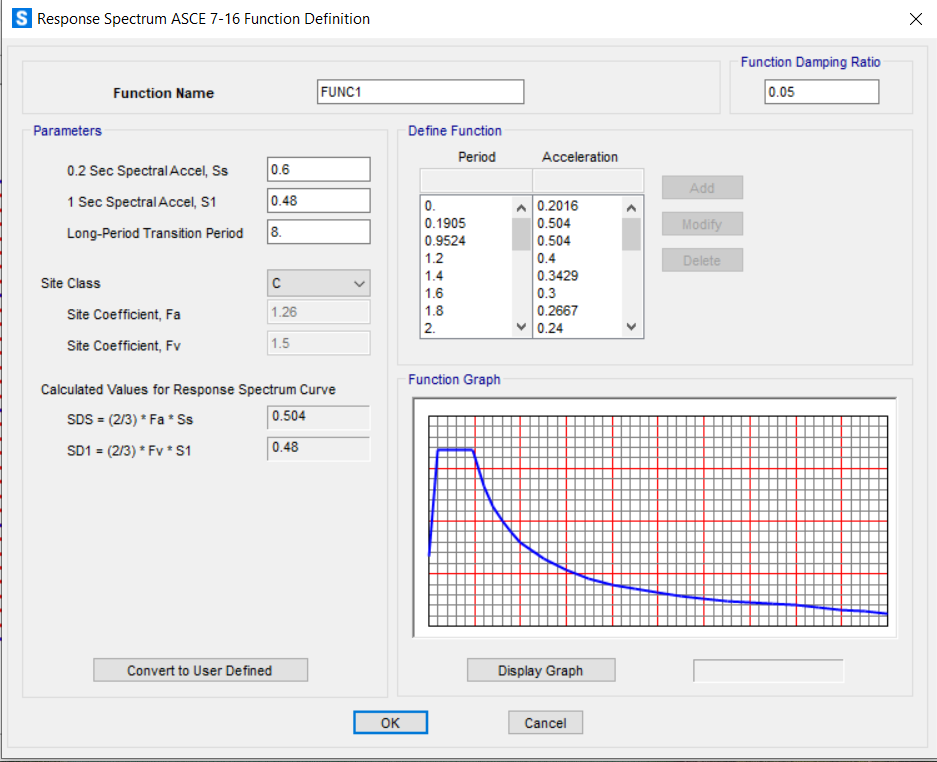 S Response Spectrum ASCE 7-16 Function Definition
Function Name
FUNC1
Function Damping Ratio
0.05
Parameters
0.2 Sec Spectral Accel, Ss 0.6
1 Sec Spectral Accel, S1 0.48
Long-Period Transition Period 8.
Site Class C
Site Coefficient, Fa 1.26
Site Coefficient, Fv 1.5
Calculated Values for Response Spectrum Curve
SDS = (2/3) * Fa * Ss 0.504
SD1 = (2/3) * Fv * S1 0.48
Convert to User Defined
Define Function
Period Acceleration
0. 0.2016
0.1905 0.504
0.9524 0.504
1.2 0.4
1.4 0.3429
1.6 0.3
1.8 0.2667
2. 0.24
Add
Modify
Delete
Function Graph
Display Graph
OK
Cancel